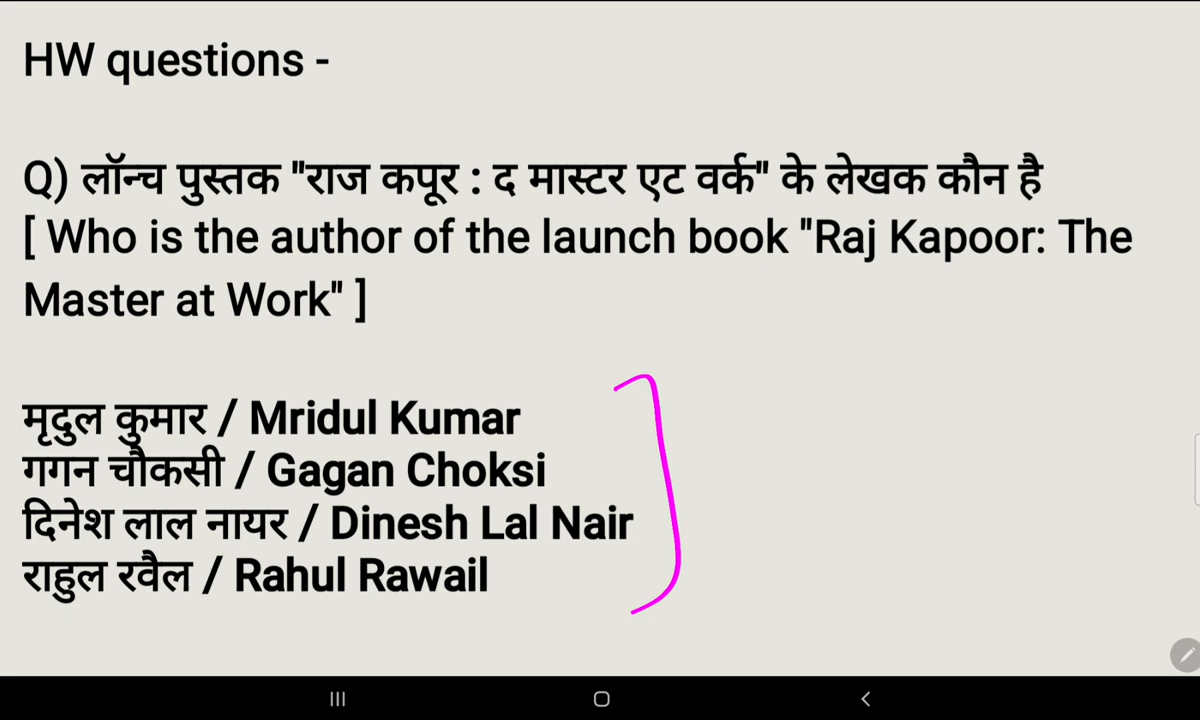 HW questions -
Q) लॉन्च पुस्तक "राज कपूर : द मास्टर एट वर्क" के लेखक कौन है
[ Who is the author of the launch book "Raj Kapoor: The
Master at Work" ]
मृदुल कुमार / Mridul Kumar
गगन चौकसी / Gagan Choksi
दिनेश लाल नायर / Dinesh Lal Nair
राहुल रवैल / Rahul Rawail